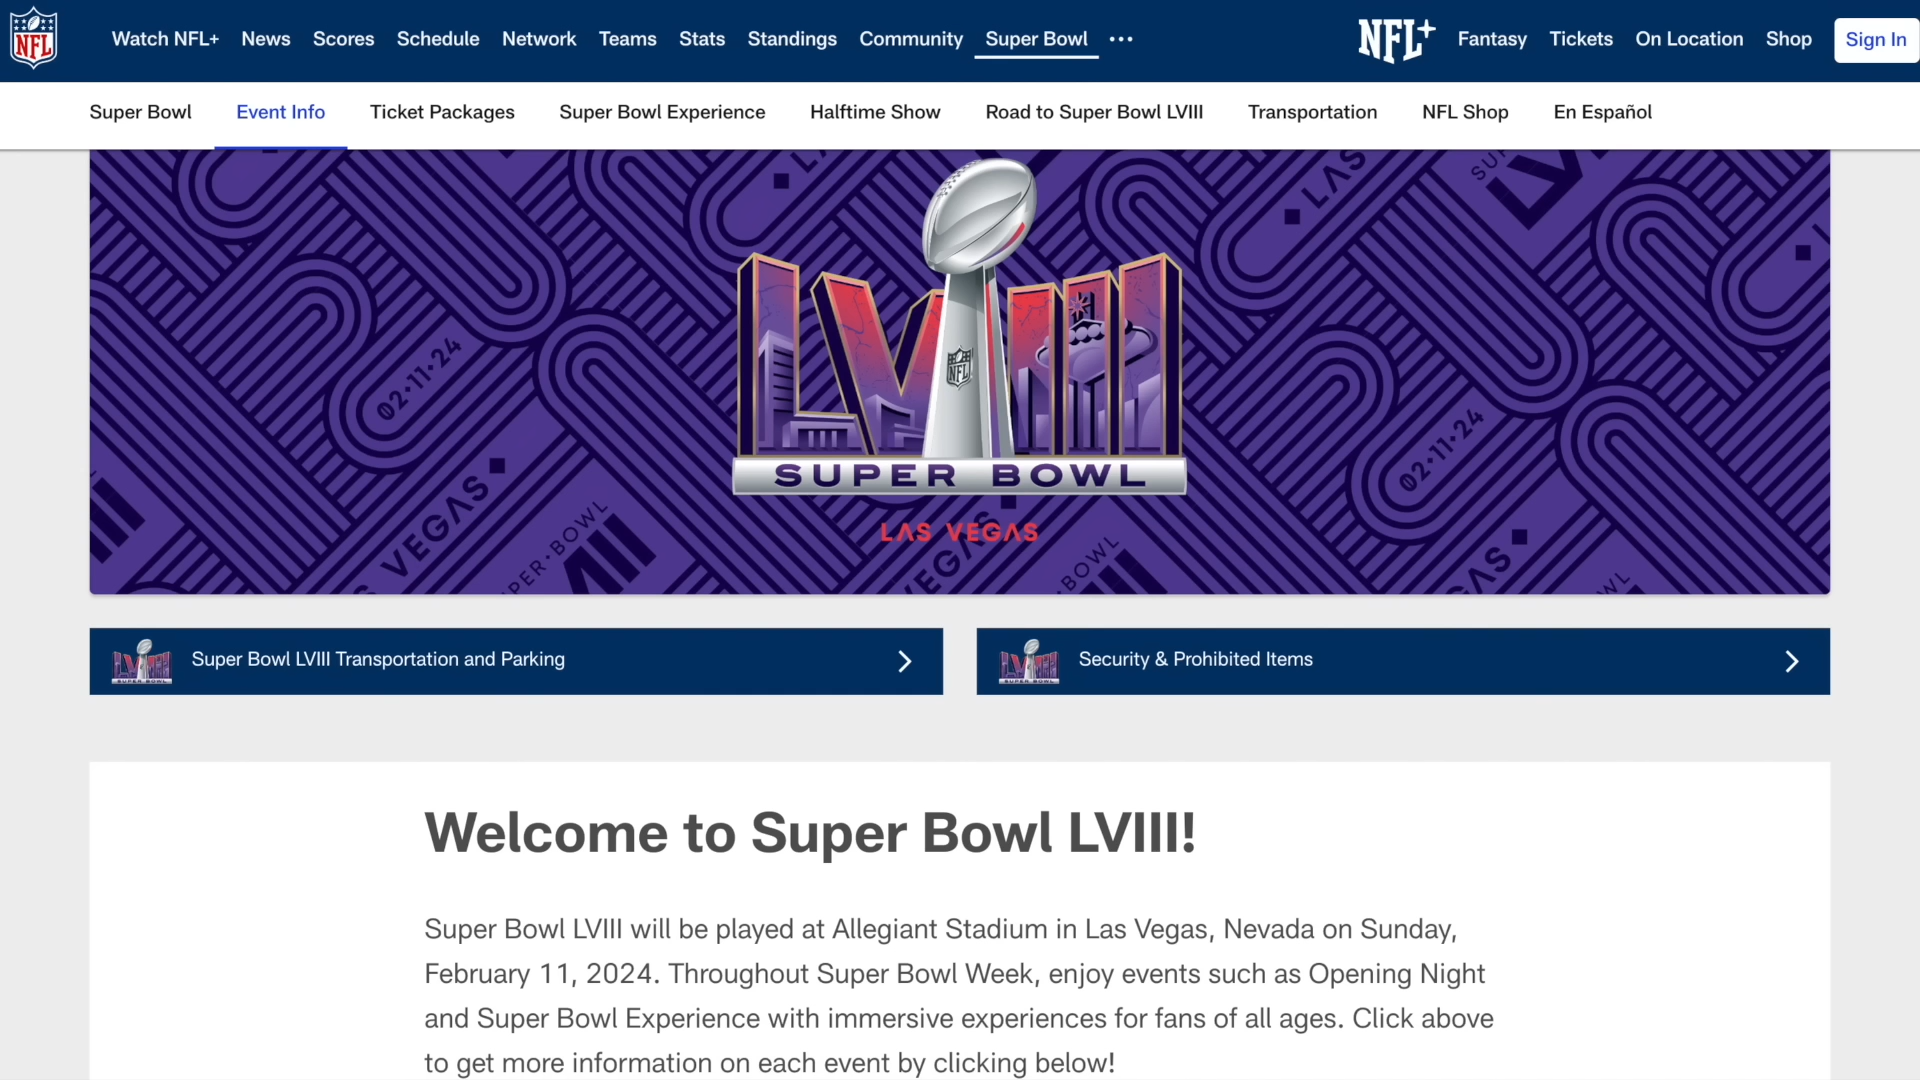 NFL
Watch NFL+ News Scores Schedule Network Teams Stats Standings Community Super Bowl ••• NFL+ Fantasy Tickets On Location Shop Sign In
Super Bowl Event Info Ticket Packages Super Bowl Experience Halftime Show Road to Super Bowl LVIII Transportation NFL Shop En Español
LVIII
NFL
SUPER BOWL
LAS VEGAS
02·11·24
02·11·24
VEGAS
Super Bowl LVIII Transportation and Parking
Security & Prohibited Items
Welcome to Super Bowl LVIII!
Super Bowl LVIII will be played at Allegiant Stadium in Las Vegas, Nevada on Sunday,
February 11, 2024. Throughout Super Bowl Week, enjoy events such as Opening Night
and Super Bowl Experience with immersive experiences for fans of all ages. Click above
to get more information on each event by clicking below!